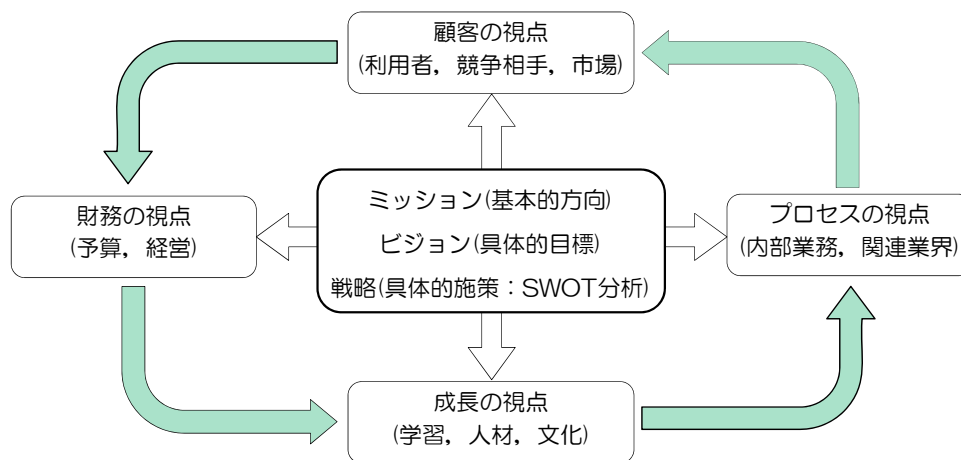 顧客の視点
(利用者，競争相手，市場)
財務の視点
(予算，経営)
ミッション(基本的方向)
ビジョン(具体的目標)
戦略(具体的施策：SWOT分析)
プロセスの視点
(内部業務，関連業界)
成長の視点
(学習，人材，文化)